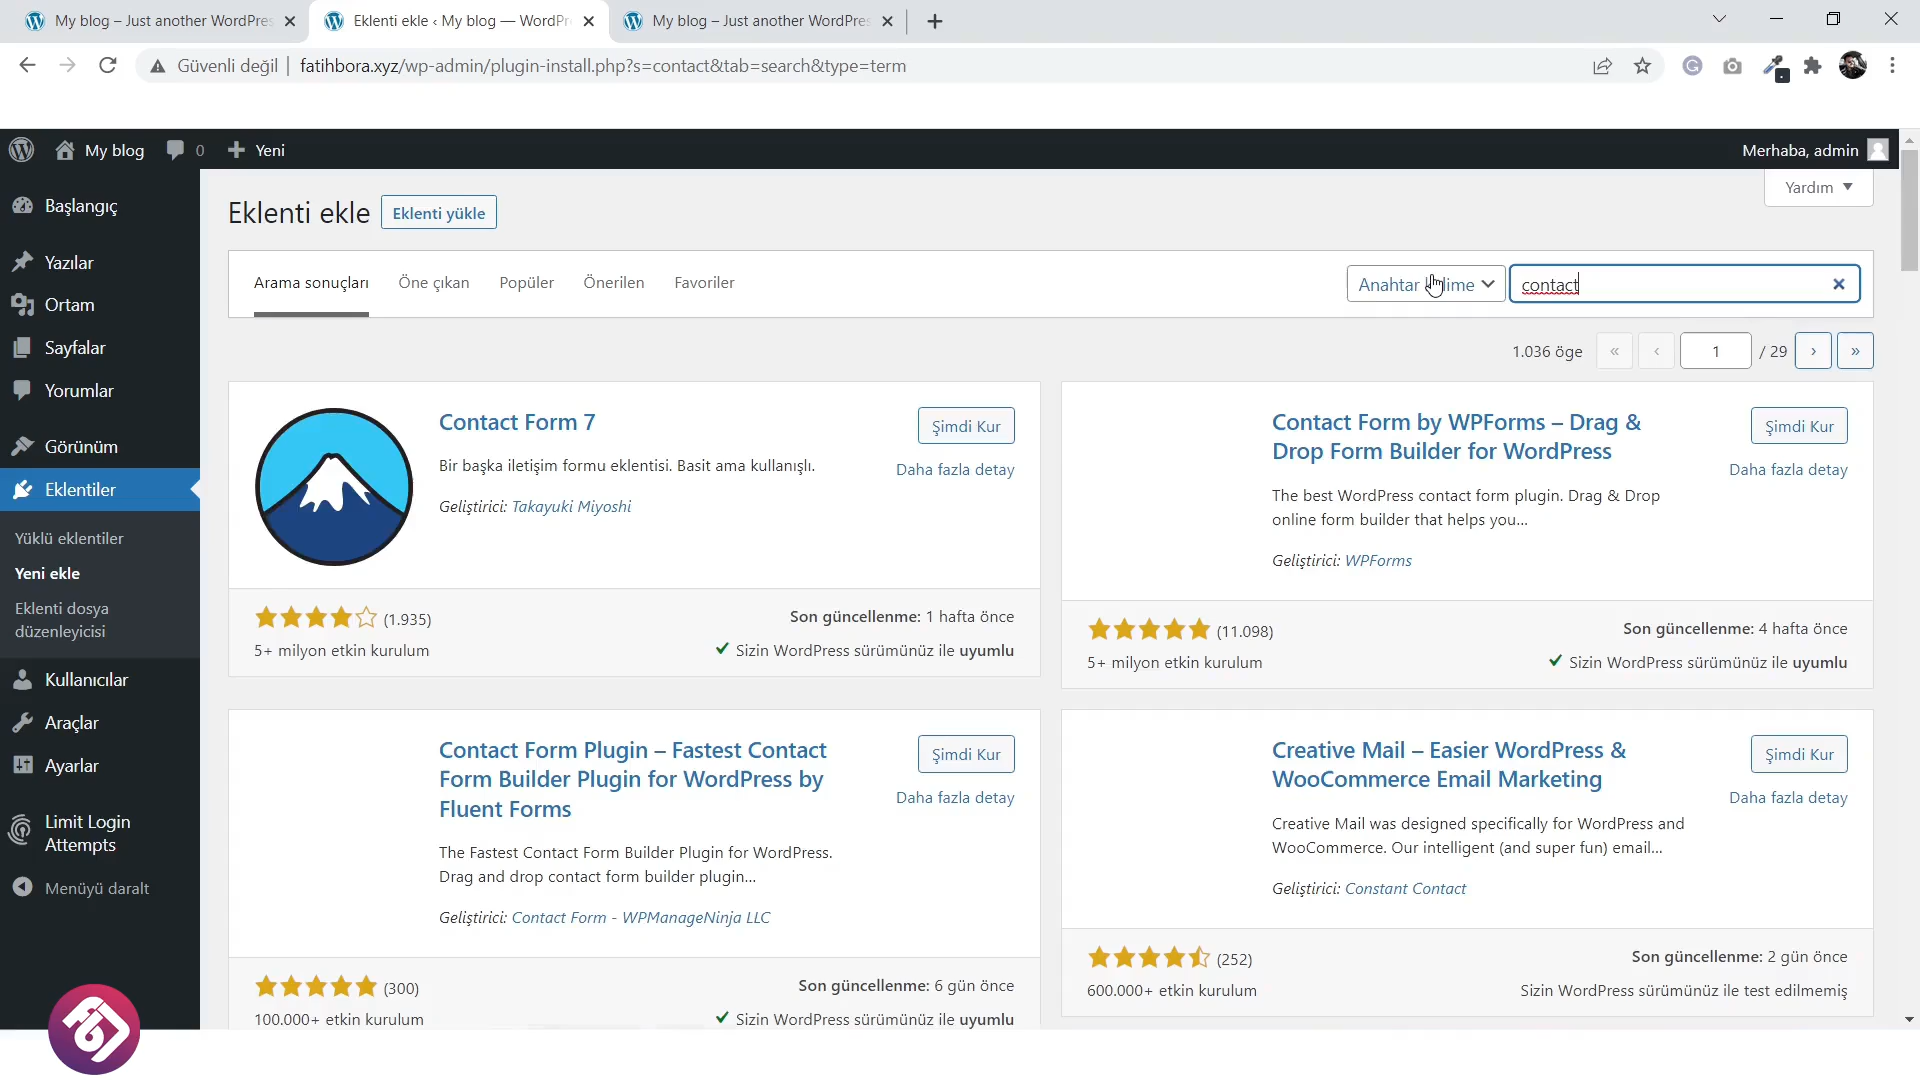 My blog – Just another WordPres
Eklenti ekle ‹ My blog — WordPr
My blog – Just another WordPres
Güvenli değil | fatihbora.xyz/wp-admin/plugin-install.php?s=contact&tab=search&type=term
My blog 0 Yeni
Merhaba, admin
Yardım
Başlangıç
Yazılar
Ortam
Sayfalar
Yorumlar
Görünüm
Eklentiler
Yüklü eklentiler
Yeni ekle
Eklenti dosya
düzenleyicisi
Kullanıcılar
Araçlar
Ayarlar
Limit Login
Attempts
Menüyü daralt
Eklenti ekle
Eklenti yükle
Arama sonuçları Öne çıkan Popüler Önerilen Favoriler
Anahtar
contact
1.036 öge « ‹ 1 / 29 › »
Contact Form 7
Şimdi Kur
Daha fazla detay
Bir başka iletişim formu eklentisi. Basit ama kullanışlı.
Geliştirici: Takayuki Miyoshi
(1.935)
5+ milyon etkin kurulum
Son güncellenme: 1 hafta önce
Sizin WordPress sürümünüz ile uyumlu
Contact Form by WPForms – Drag &
Drop Form Builder for WordPress
Şimdi Kur
Daha fazla detay
The best WordPress contact form plugin. Drag & Drop
online form builder that helps you...
Geliştirici: WPForms
(11.098)
5+ milyon etkin kurulum
Son güncellenme: 4 hafta önce
Sizin WordPress sürümünüz ile uyumlu
Contact Form Plugin – Fastest Contact
Form Builder Plugin for WordPress by
Fluent Forms
Şimdi Kur
Daha fazla detay
The Fastest Contact Form Builder Plugin for WordPress.
Drag and drop contact form builder plugin...
Geliştirici: Contact Form - WPManageNinja LLC
(300)
100.000+ etkin kurulum
Son güncellenme: 6 gün önce
Sizin WordPress sürümünüz ile uyumlu
Creative Mail – Easier WordPress &
WooCommerce Email Marketing
Şimdi Kur
Daha fazla detay
Creative Mail was designed specifically for WordPress and
WooCommerce. Our intelligent (and super fun) email...
Geliştirici: Constant Contact
(252)
600.000+ etkin kurulum
Son güncellenme: 2 gün önce
Sizin WordPress sürümünüz ile test edilmemiş